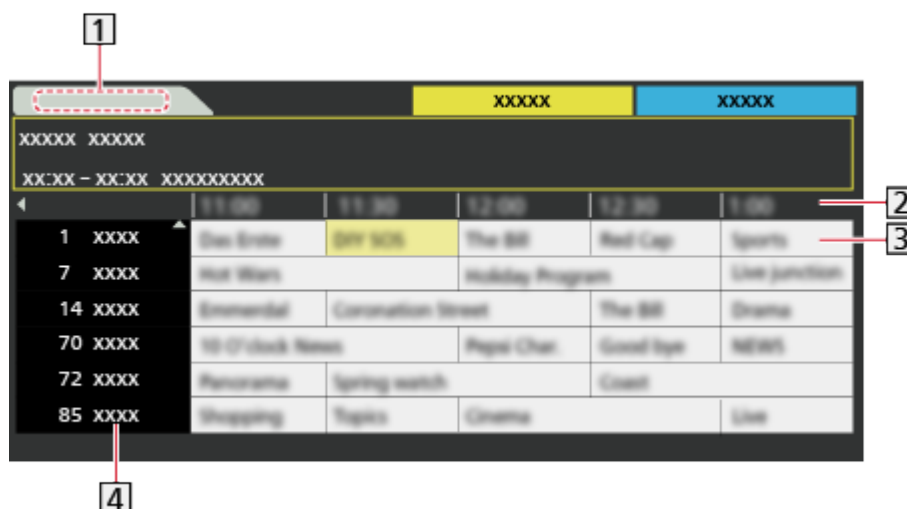 1
XXXXX XXXXX
XXXXX XXXXX
XX:XX – XX:XX XXXXXXXXX
11:00 11:30 12:00 12:30 1:00 2
1 XXXX Das Erste DIY SOS The Bill Red Cap Sports 3
7 XXXX Hot Wars Holiday Program Live junction
14 XXXX Emmerdal Coronation Street The Bill Drama
70 XXXX 10 O'clock News Pepsi Char. Good bye NEWS
72 XXXX Panorama Spring watch Coast
85 XXXX Shopping Topics Cinema Live
4